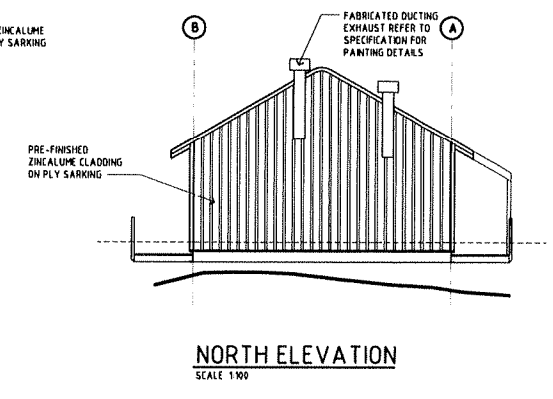 ZINCALUME
Y SARKING
B
FABRICATED DUCTING
EXHAUST REFER TO
SPECIFICATION FOR
PAINTING DETAILS
A
PRE-FINISHED
ZINCALUME CLADDING
ON PLY SARKING
NORTH ELEVATION
SCALE 1:100